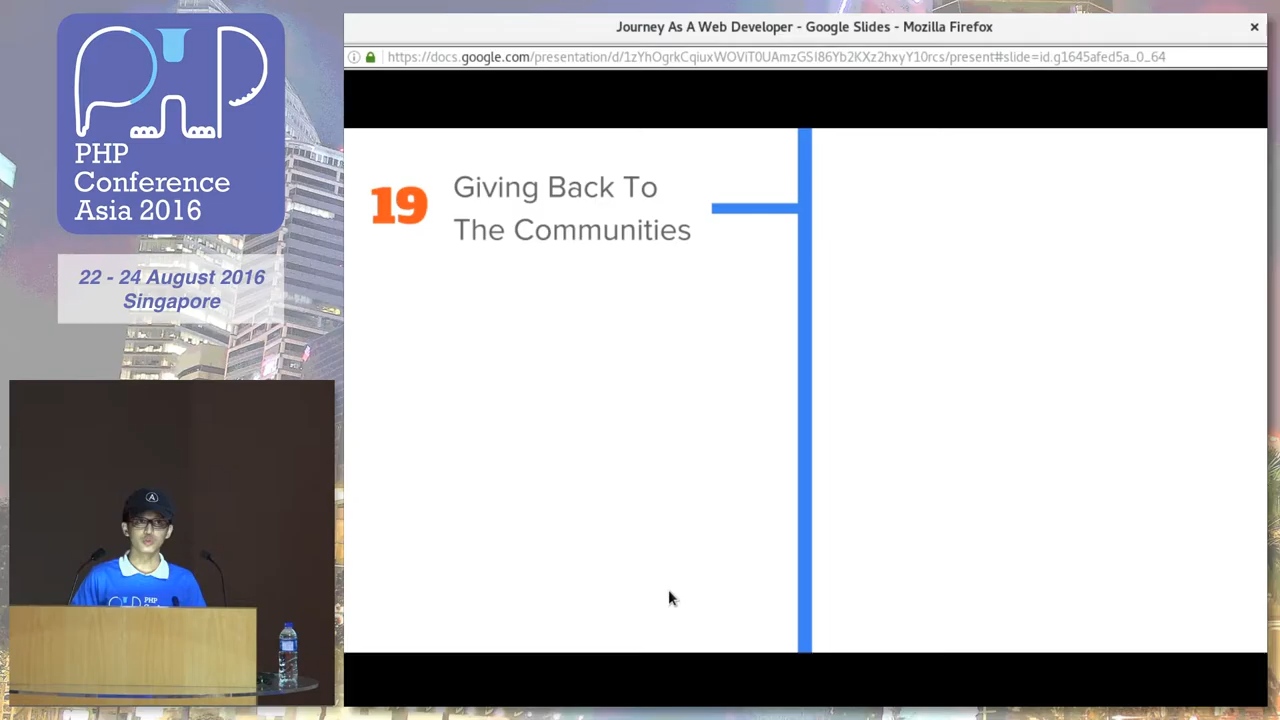 PHP
Conference
Asia 2016
22 - 24 August 2016
Singapore
Journey As A Web Developer - Google Slides - Mozilla Firefox
https://docs.google.com/presentation/d/1zYhOgrkCqiuxWOViT0UAmzGSI86Yb2KXz2hxyY10rcs/present#slide=id.g1645afed5a_0_64
19
Giving Back To
The Communities
A
PHP